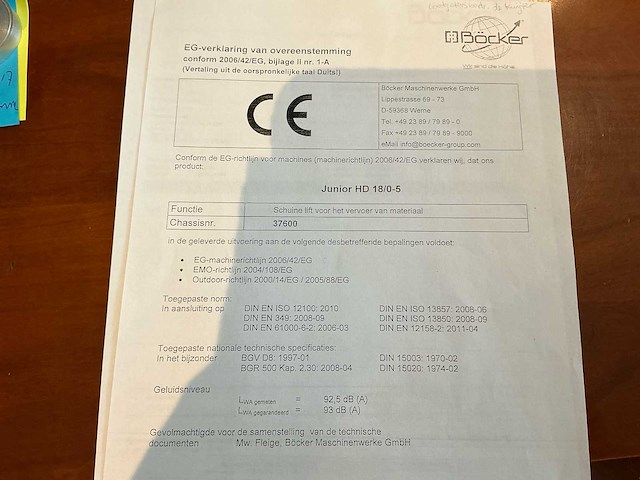 Böcker
EG-verklaring van overeenstemming
conform 2006/42/EG, bijlage II nr. 1-A
(Vertaling uit de oorspronkelijke taal Duits!)
CE
Böcker Maschinenwerke GmbH
Lippestrasse 69 - 73
D-59368 Werne
Tel. +49 23 89 / 79 89 - 0
Fax +49 23 89 / 79 89 - 9000
eMail info@boecker-group.com
Conform de EG-richtlijn voor machines (machinerichtlijn) 2006/42/EG verklaren wij, dat ons
product:
Junior HD 18/0-5
Functie Schuine lift voor het vervoer van materiaal
Chassisnr. 37600
in de geleverde uitvoering aan de volgende desbetreffende bepalingen voldoet:
• EG-machinerichtlijn 2006/42/EG
• EMO-richtlijn 2004/108/EG
• Outdoor-richtlijn 2000/14/EG / 2005/88/EG
Toegepaste norm:
In aansluiting op DIN EN ISO 12100: 2010 DIN EN ISO 13857: 2008-06
DIN EN 349: 2008-09 DIN EN ISO 13850: 2008-09
DIN EN 61000-6-2: 2006-03 DIN EN 12158-2: 2011-04
Toegepaste nationale technische specificaties:
In het bijzonder BGV D8: 1997-01 DIN 15003: 1970-02
BGR 500 Kap. 2.30: 2008-04 DIN 15020: 1974-02
Geluidsniveau
LWA gemeten = 92,5 dB (A)
LWA gegarandeerd = 93 dB (A)
Gevolmachtigde voor de samenstelling van de technische
documenten Mw. Fleige, Böcker Maschinenwerke GmbH